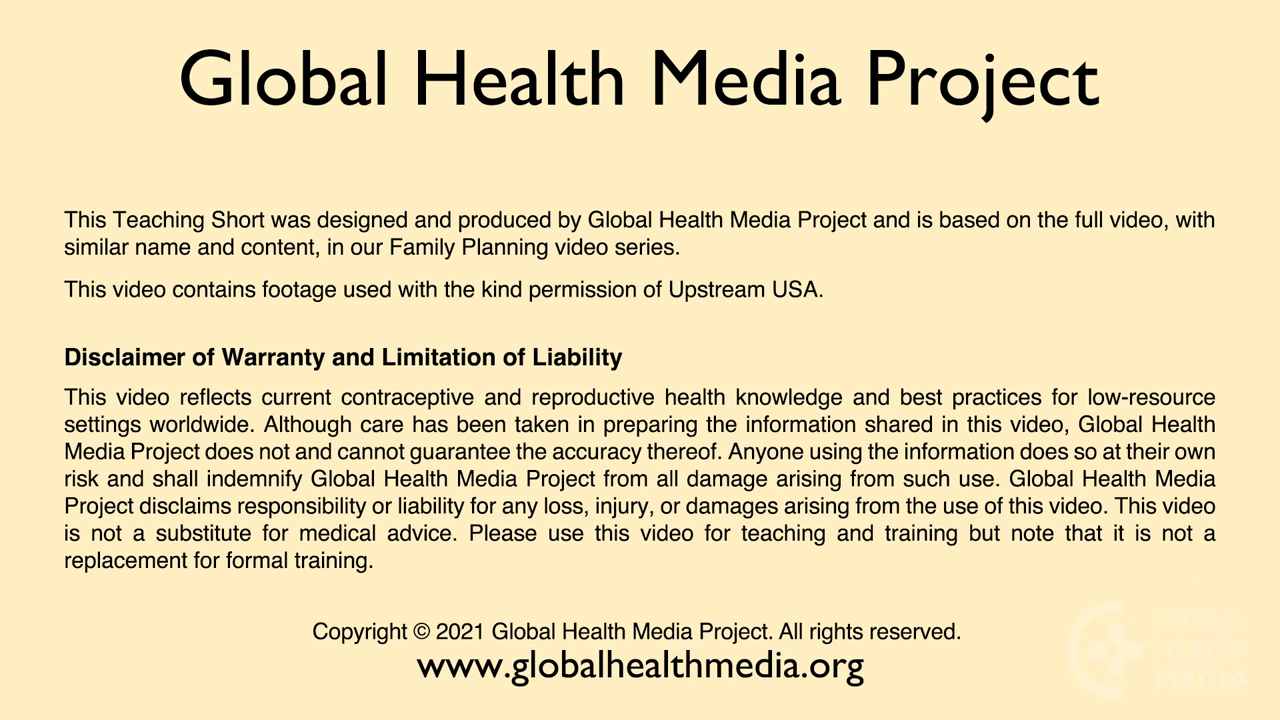 Global Health Media Project
This Teaching Short was designed and produced by Global Health Media Project and is based on the full video, with
similar name and content, in our Family Planning video series.
This video contains footage used with the kind permission of Upstream USA.
Disclaimer of Warranty and Limitation of Liability
This video reflects current contraceptive and reproductive health knowledge and best practices for low-resource
settings worldwide. Although care has been taken in preparing the information shared in this video, Global Health
Media Project does not and cannot guarantee the accuracy thereof. Anyone using the information does so at their own
risk and shall indemnify Global Health Media Project from all damage arising from such use. Global Health Media
Project disclaims responsibility or liability for any loss, injury, or damages arising from the use of this video. This video
is not a substitute for medical advice. Please use this video for teaching and training but note that it is not a
replacement for formal training.
Copyright © 2021 Global Health Media Project. All rights reserved.
www.globalhealthmedia.org
GLOBAL
HEALTH
MEDIA